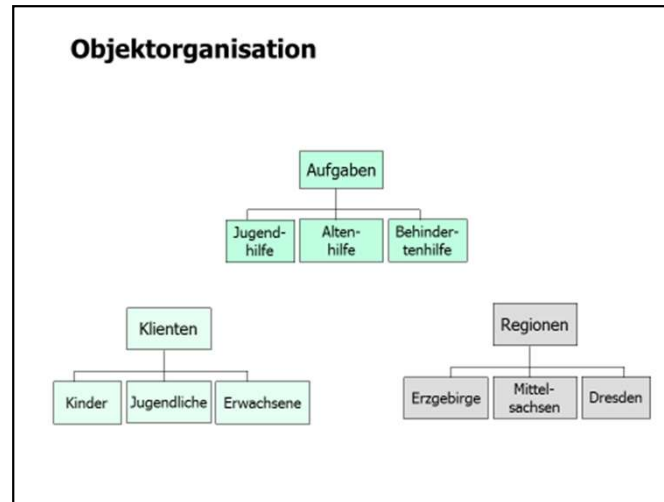 Objektorganisation
Aufgaben
Jugend-
hilfe
Alten-
hilfe
Behinder-
tenhilfe
Klienten
Kinder
Jugendliche
Erwachsene
Regionen
Erzgebirge
Mittel-
sachsen
Dresden